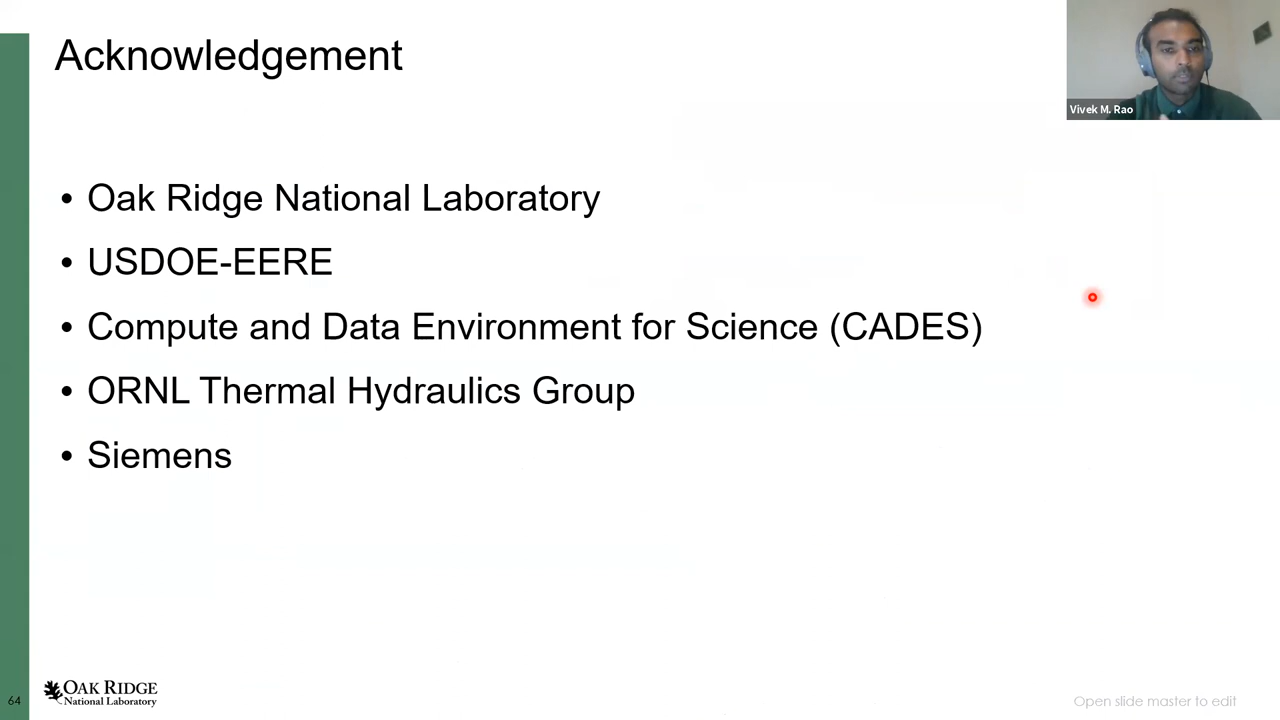 Acknowledgement
Vivek M. Rao
• Oak Ridge National Laboratory
• USDOE-EERE
• Compute and Data Environment for Science (CADES)
• ORNL Thermal Hydraulics Group
• Siemens
64
OAK RIDGE
National Laboratory
Open slide master to edit